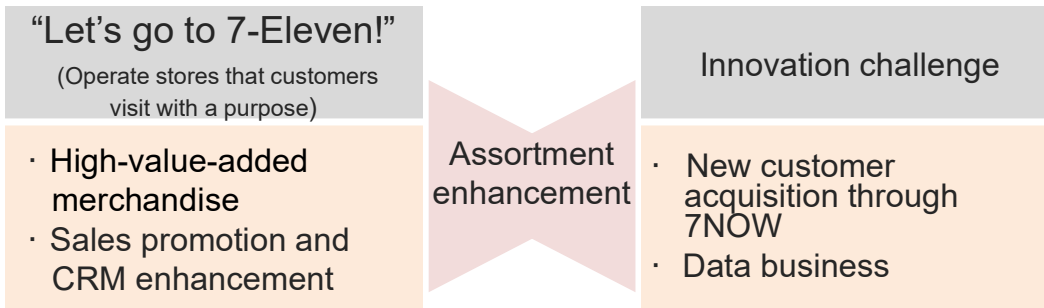 “Let’s go to 7-Eleven!”
(Operate stores that customers
visit with a purpose)
· High-value-added
merchandise
· Sales promotion and
CRM enhancement
Assortment
enhancement
Innovation challenge
· New customer
acquisition through
7NOW
· Data business